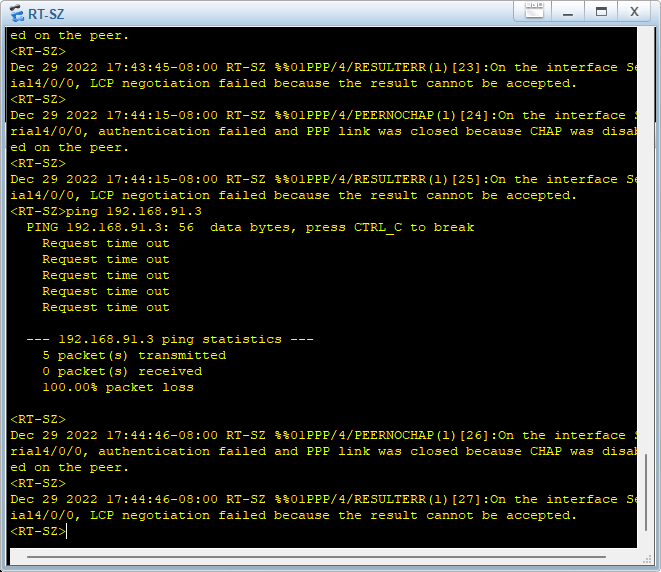 RT-SZ
ed on the peer.
<RT-SZ>
Dec 29 2022 17:43:45-08:00 RT-SZ %%01PPP/4/RESULTERR(l)[23]:On the interface Se
ial4/0/0, LCP negotiation failed because the result cannot be accepted.
<RT-SZ>
Dec 29 2022 17:44:15-08:00 RT-SZ %%01PPP/4/PEERNOCHAP(l)[24]:On the interface S
rial4/0/0, authentication failed and PPP link was closed because CHAP was disab
ed on the peer.
<RT-SZ>
Dec 29 2022 17:44:15-08:00 RT-SZ %%01PPP/4/RESULTERR(l)[25]:On the interface Se
ial4/0/0, LCP negotiation failed because the result cannot be accepted.
<RT-SZ>ping 192.168.91.3
PING 192.168.91.3: 56  data bytes, press CTRL_C to break
Request time out
Request time out
Request time out
Request time out
Request time out
--- 192.168.91.3 ping statistics ---
5 packet(s) transmitted
0 packet(s) received
100.00% packet loss
<RT-SZ>
Dec 29 2022 17:44:46-08:00 RT-SZ %%01PPP/4/PEERNOCHAP(l)[26]:On the interface S
rial4/0/0, authentication failed and PPP link was closed because CHAP was disab
ed on the peer.
<RT-SZ>
Dec 29 2022 17:44:46-08:00 RT-SZ %%01PPP/4/RESULTERR(l)[27]:On the interface Se
ial4/0/0, LCP negotiation failed because the result cannot be accepted.
<RT-SZ>